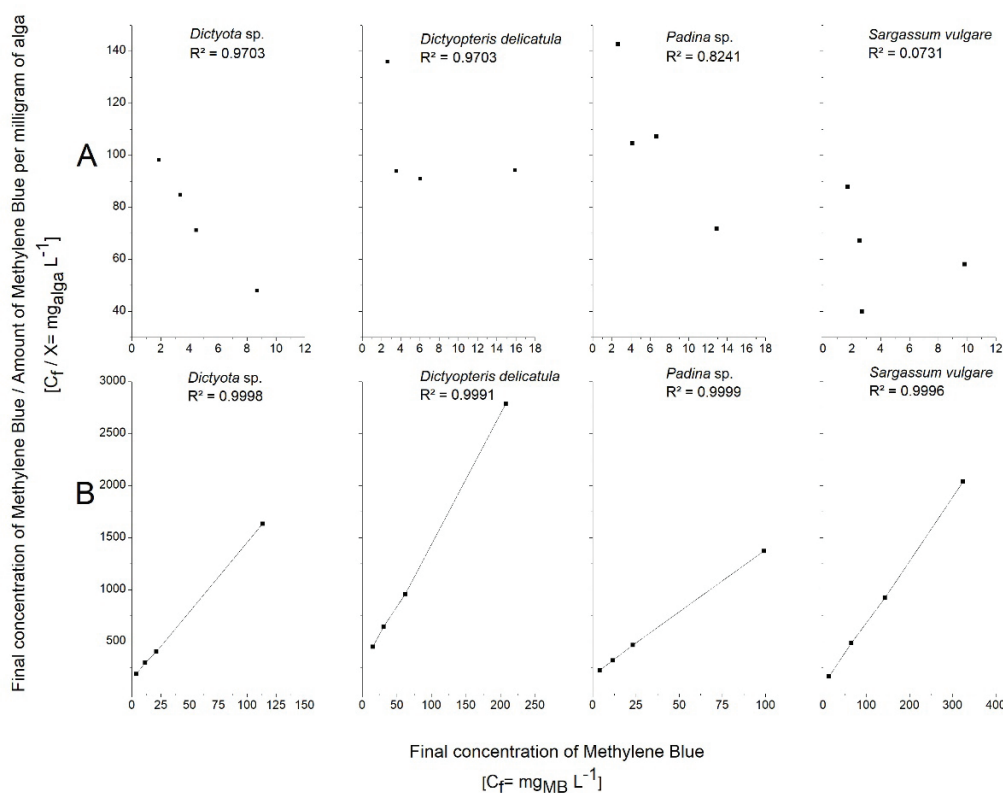 Final concentration of Methylene Blue / Amount of Methylene Blue per milligram of alga
[Cf / X= mgalga L-1]
A
Dictyota sp.
R² = 0.9703
Dictyopteris delicatula
R² = 0.9703
Padina sp.
R² = 0.8241
Sargassum vulgare
R² = 0.0731
140
120
100
80
60
40
0 2 4 6 8 10 12
0 2 4 6 8 10 12 14 16 18
0 2 4 6 8 10 12 14 16 18
0 2 4 6 8 10 12
B
Dictyota sp.
R² = 0.9998
Dictyopteris delicatula
R² = 0.9991
Padina sp.
R² = 0.9999
Sargassum vulgare
R² = 0.9996
3000
2500
2000
1500
1000
500
0 25 50 75 100 125 150
0 50 100 150 200 250
0 25 50 75 100
0 100 200 300 400
Final concentration of Methylene Blue
[Cf= mgMB L-1]